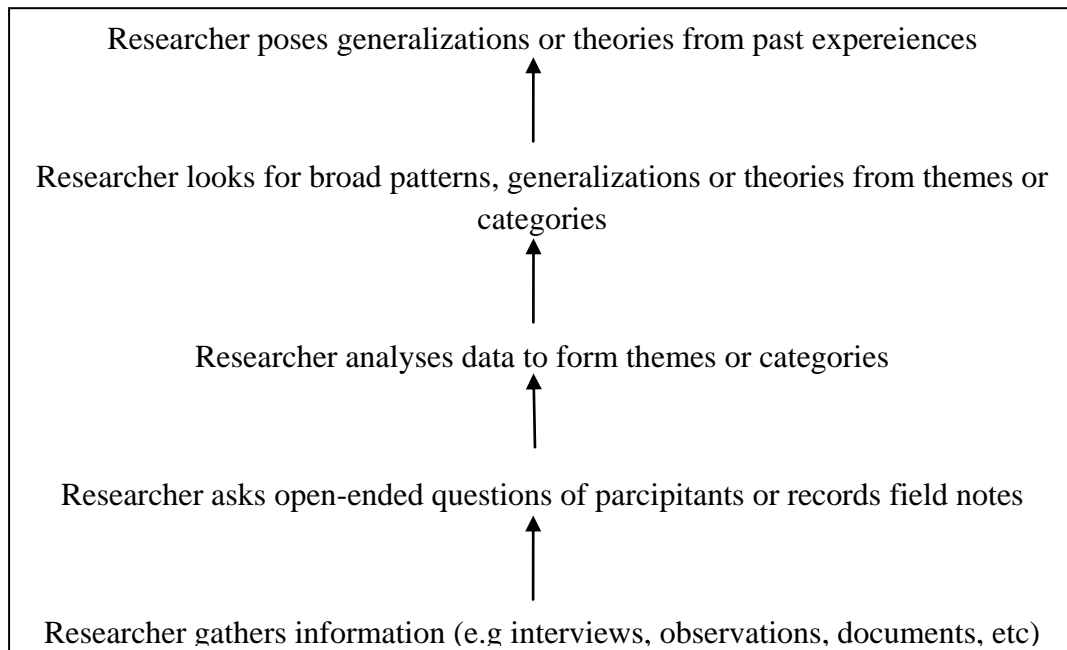 Researcher poses generalizations or theories from past expereiences
Researcher looks for broad patterns, generalizations or theories from themes or
categories
Researcher analyses data to form themes or categories
Researcher asks open-ended questions of parcipitants or records field notes
Researcher gathers information (e.g interviews, observations, documents, etc)